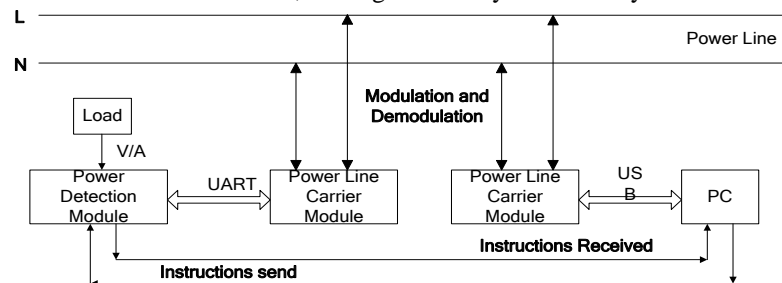 L
Power Line
N
Modulation and
Demodulation
Load
V/A
Power
Detection
Module
UART
Power Line
Carrier
Module
Power Line
Carrier
Module
US
B
PC
Instructions Received
Instructions send